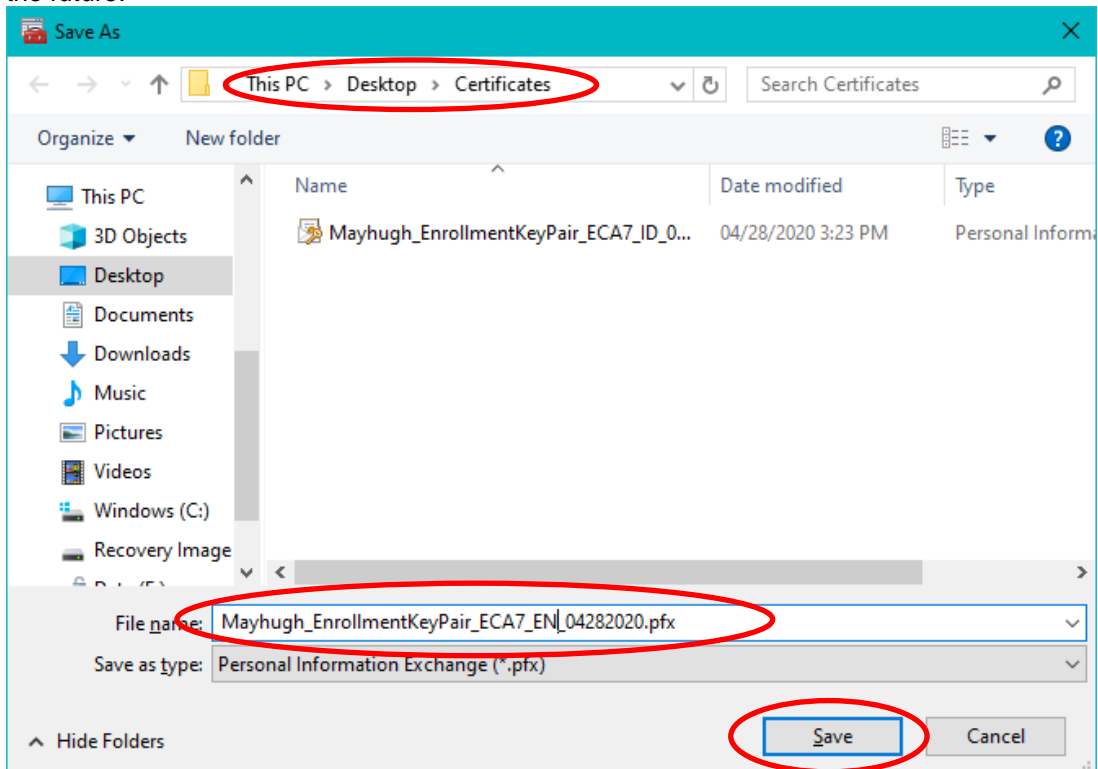 Save As
This PC > Desktop > Certificates
Search Certificates
Organize
New folder
Name
Date modified
Type
This PC
3D Objects
Desktop
Documents
Downloads
Music
Pictures
Videos
Windows (C:)
Recovery Image
Mayhugh_EnrollmentKeyPair_ECA7_ID_0...
04/28/2020 3:23 PM
Personal Informa
File name:
Mayhugh_EnrollmentKeyPair_ECA7_EN_04282020.pfx
Save as type:
Personal Information Exchange (*.pfx)
Hide Folders
Save
Cancel